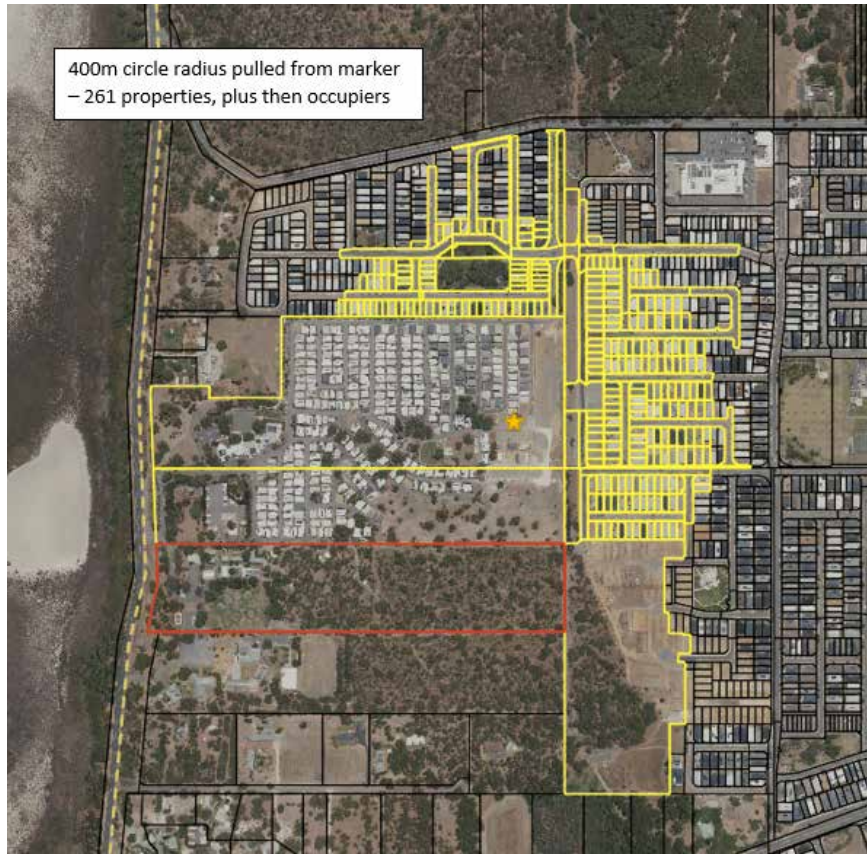 400m circle radius pulled from marker
– 261 properties, plus then occupiers